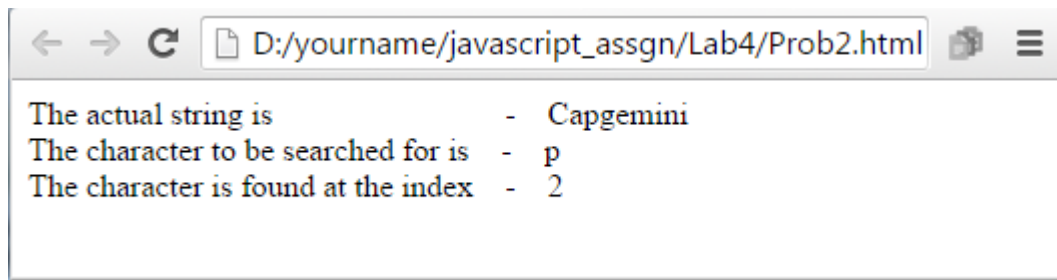 D:/yourname/javascript_assgn/Lab4/Prob2.html
The actual string is - Capgemini
The character to be searched for is - p
The character is found at the index - 2